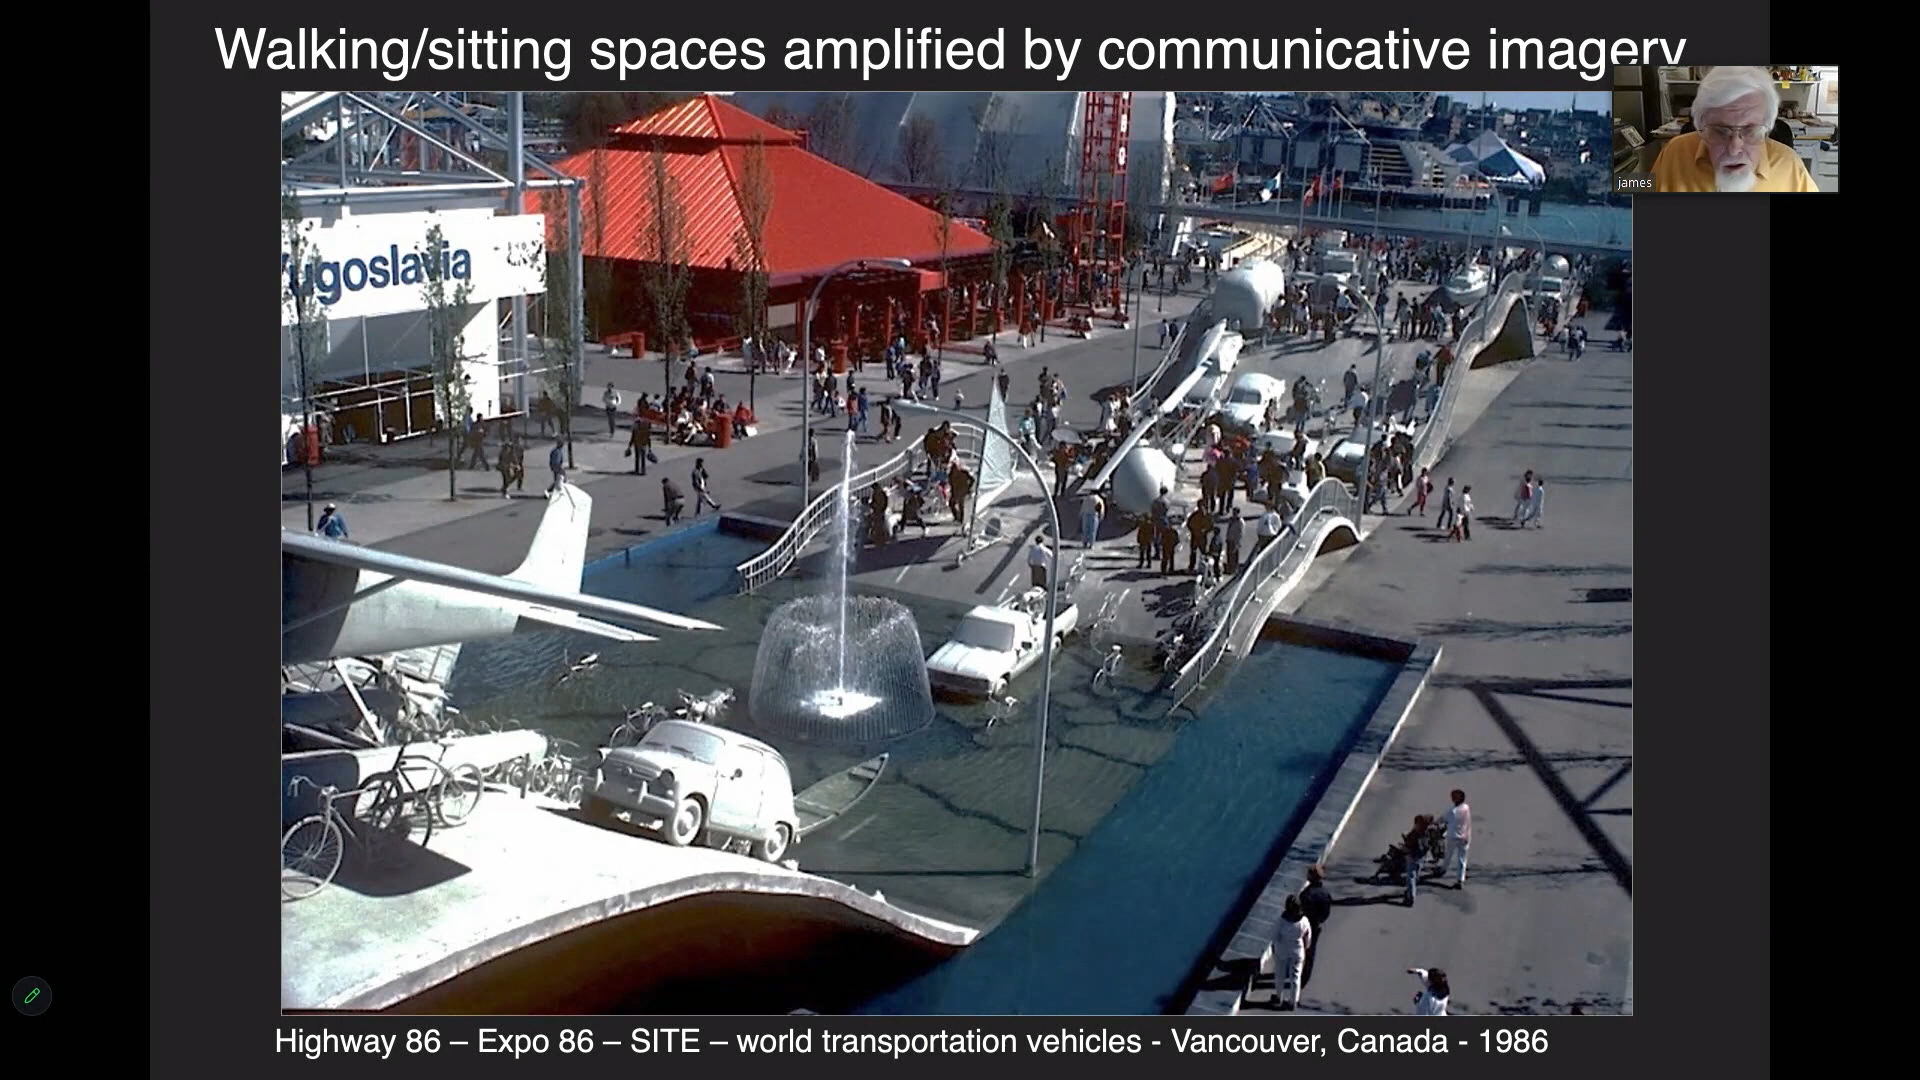 Walking/sitting spaces amplified by communicative imagery
james
ugoslavia
Highway 86 – Expo 86 – SITE – world transportation vehicles - Vancouver, Canada - 1986